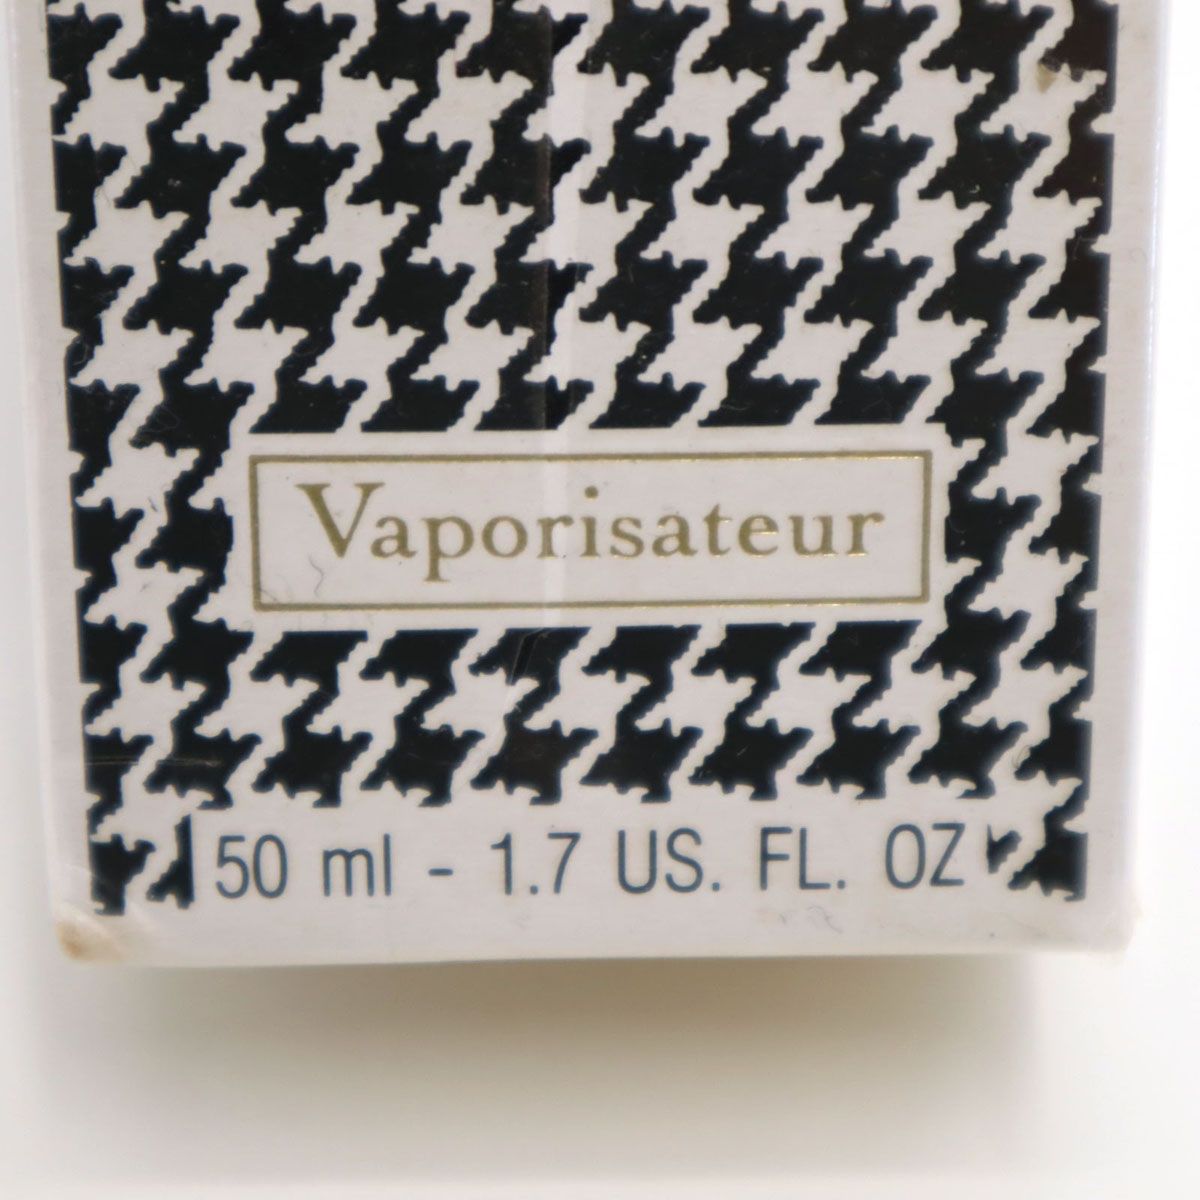 Vaporisateur
50 ml - 1.7 US. FL. OZ